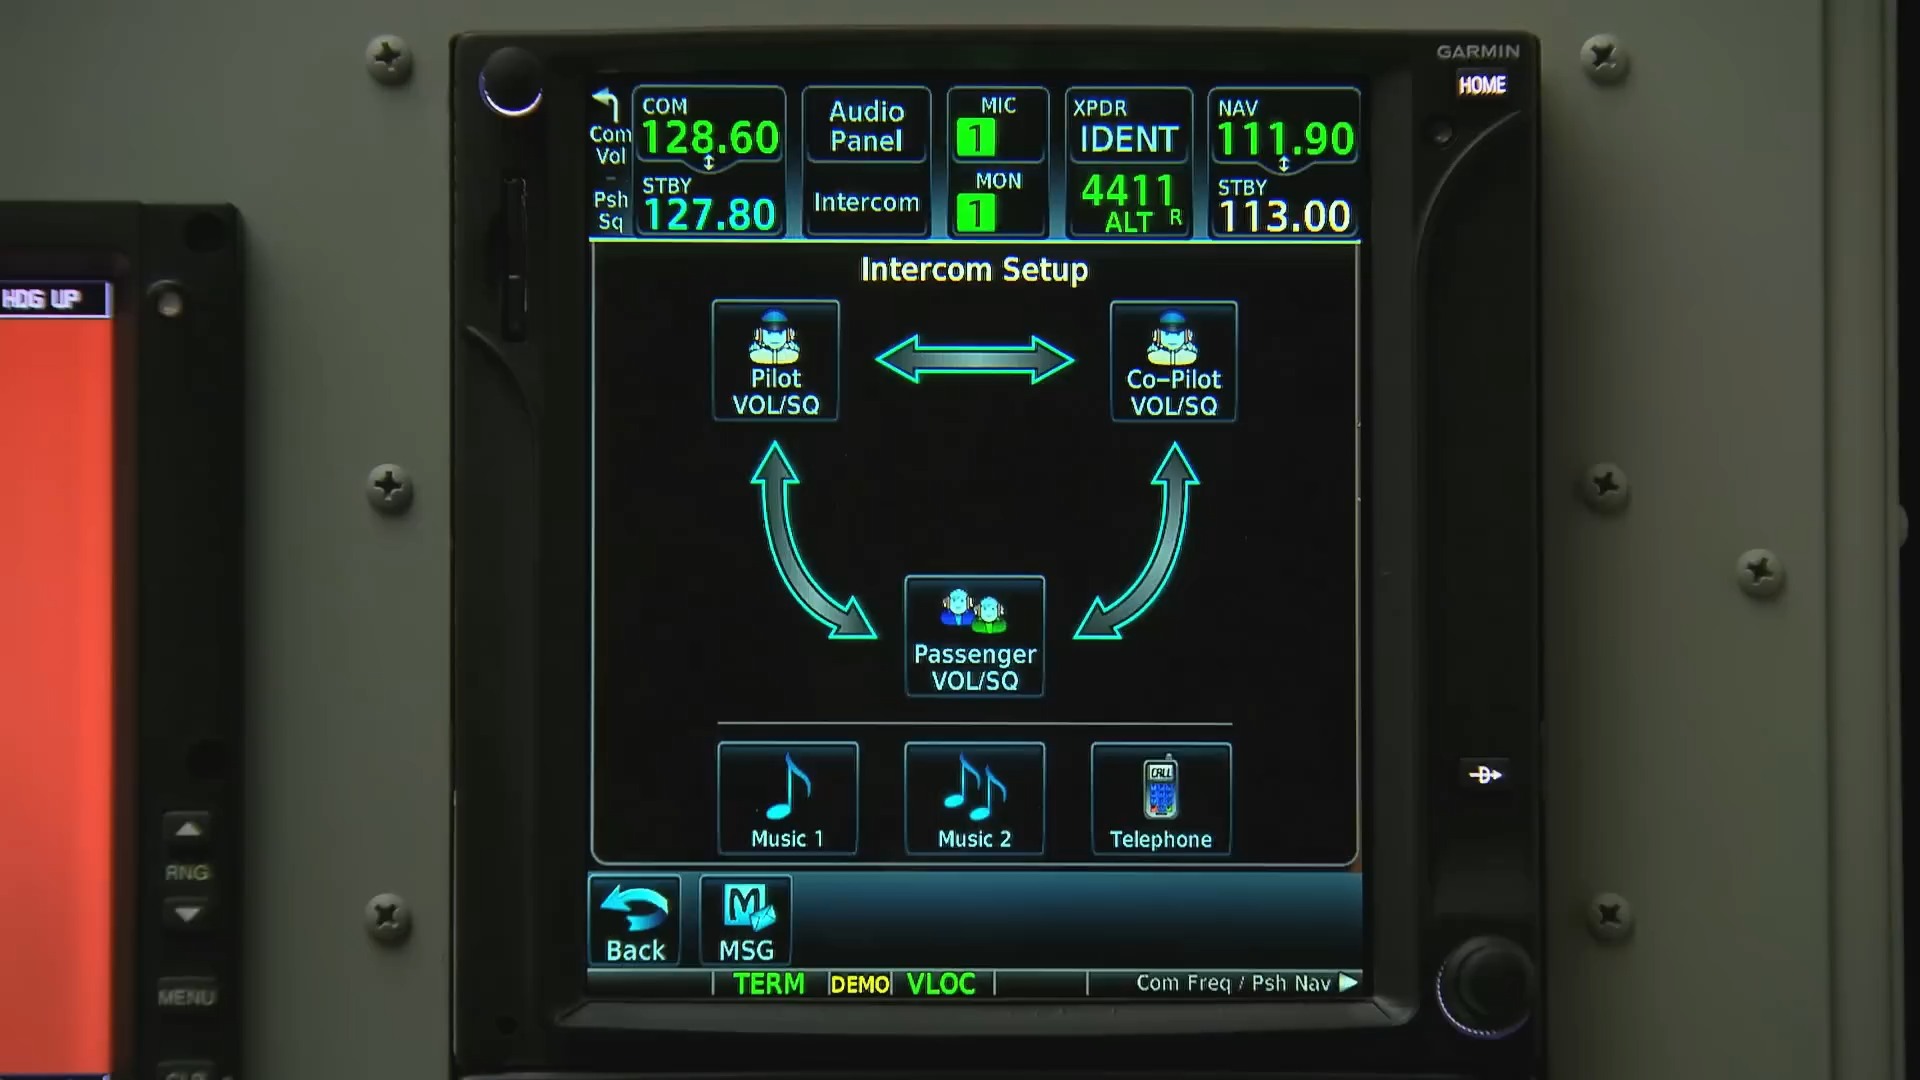 GARMIN
HOME
HDG UP
RNG
MENU
Com
Vol
Psh
Sq
COM
128.60
STBY
127.80
Audio
Panel
Intercom
MIC
1
MON
1
XPDR
IDENT
4411
ALT R
NAV
111.90
STBY
113.00
Intercom Setup
Pilot
VOL/SQ
Co-Pilot
VOL/SQ
Passenger
VOL/SQ
Music 1
Music 2
CALL
Telephone
Back
MSG
TERM DEMO VLOC Com Freq / Psh Nav